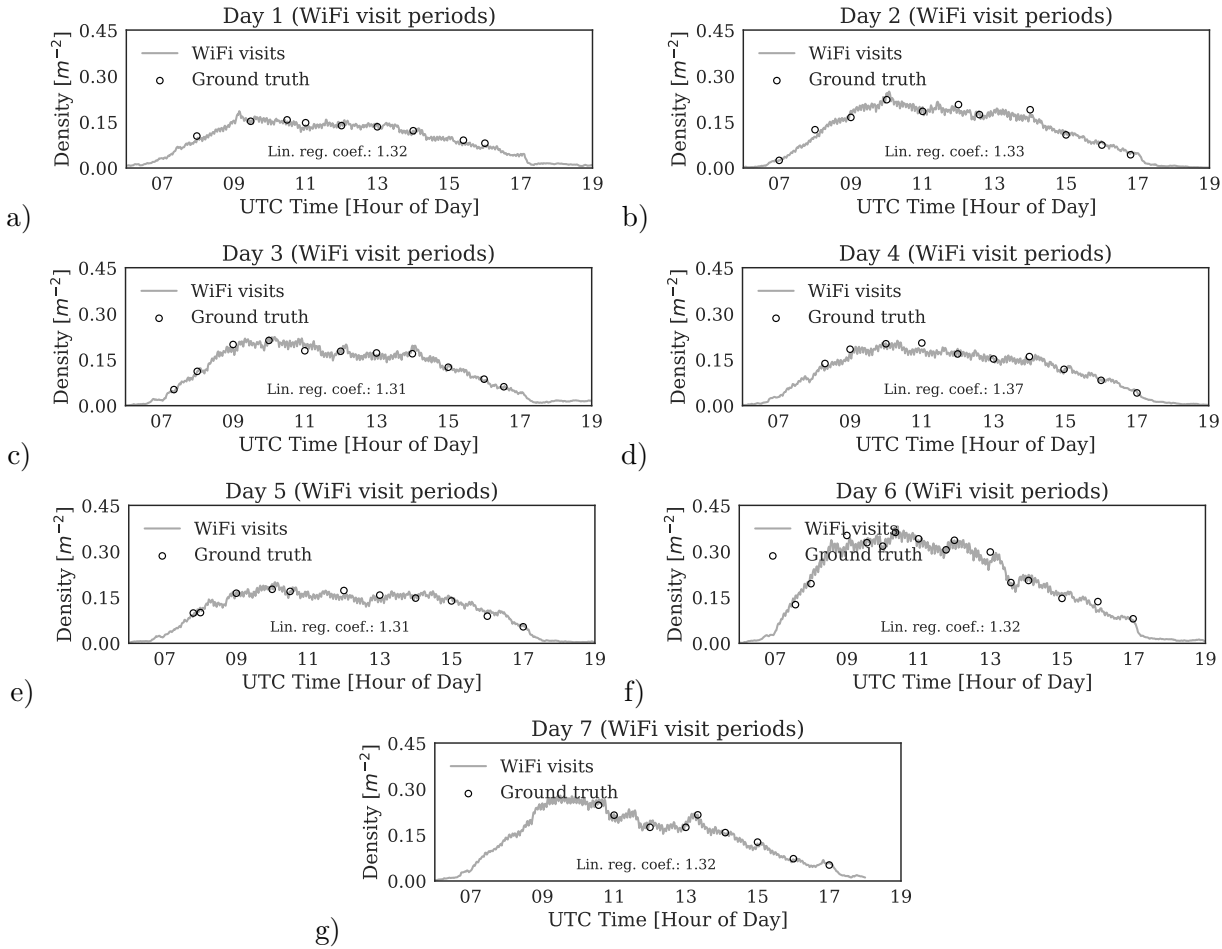 Day 1 (WiFi visit periods)
Density [m⁻²]
0.45
0.30
0.15
0.00
WiFi visits
Ground truth
Lin. reg. coef.: 1.32
07 09 11 13 15 17 19
UTC Time [Hour of Day]
a)
Day 2 (WiFi visit periods)
Density [m⁻²]
0.45
0.30
0.15
0.00
WiFi visits
Ground truth
Lin. reg. coef.: 1.33
07 09 11 13 15 17 19
UTC Time [Hour of Day]
b)
Day 3 (WiFi visit periods)
Density [m⁻²]
0.45
0.30
0.15
0.00
WiFi visits
Ground truth
Lin. reg. coef.: 1.31
07 09 11 13 15 17 19
UTC Time [Hour of Day]
c)
Day 4 (WiFi visit periods)
Density [m⁻²]
0.45
0.30
0.15
0.00
WiFi visits
Ground truth
Lin. reg. coef.: 1.37
07 09 11 13 15 17 19
UTC Time [Hour of Day]
d)
Day 5 (WiFi visit periods)
Density [m⁻²]
0.45
0.30
0.15
0.00
WiFi visits
Ground truth
Lin. reg. coef.: 1.31
07 09 11 13 15 17 19
UTC Time [Hour of Day]
e)
Day 6 (WiFi visit periods)
Density [m⁻²]
0.45
0.30
0.15
0.00
WiFi visits
Ground truth
Lin. reg. coef.: 1.32
07 09 11 13 15 17 19
UTC Time [Hour of Day]
f)
Day 7 (WiFi visit periods)
Density [m⁻²]
0.45
0.30
0.15
0.00
WiFi visits
Ground truth
Lin. reg. coef.: 1.32
07 09 11 13 15 17 19
UTC Time [Hour of Day]
g)